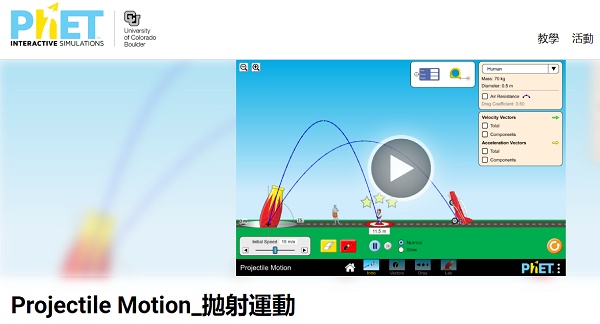 PhET
INTERACTIVE SIMULATIONS
University of Colorado Boulder
教學 活動
Human
Mass: 70 kg
Diameter: 0.5 m
Air Resistance
Drag Coefficient: 0.60
Velocity Vectors
Total
Components
Acceleration Vectors
Total
Components
15
11.5 m
Initial Speed 15 m/s
Normal
Slow
Projectile Motion
Intro Vectors Drag Lab
PhET
Projectile Motion_拋射運動